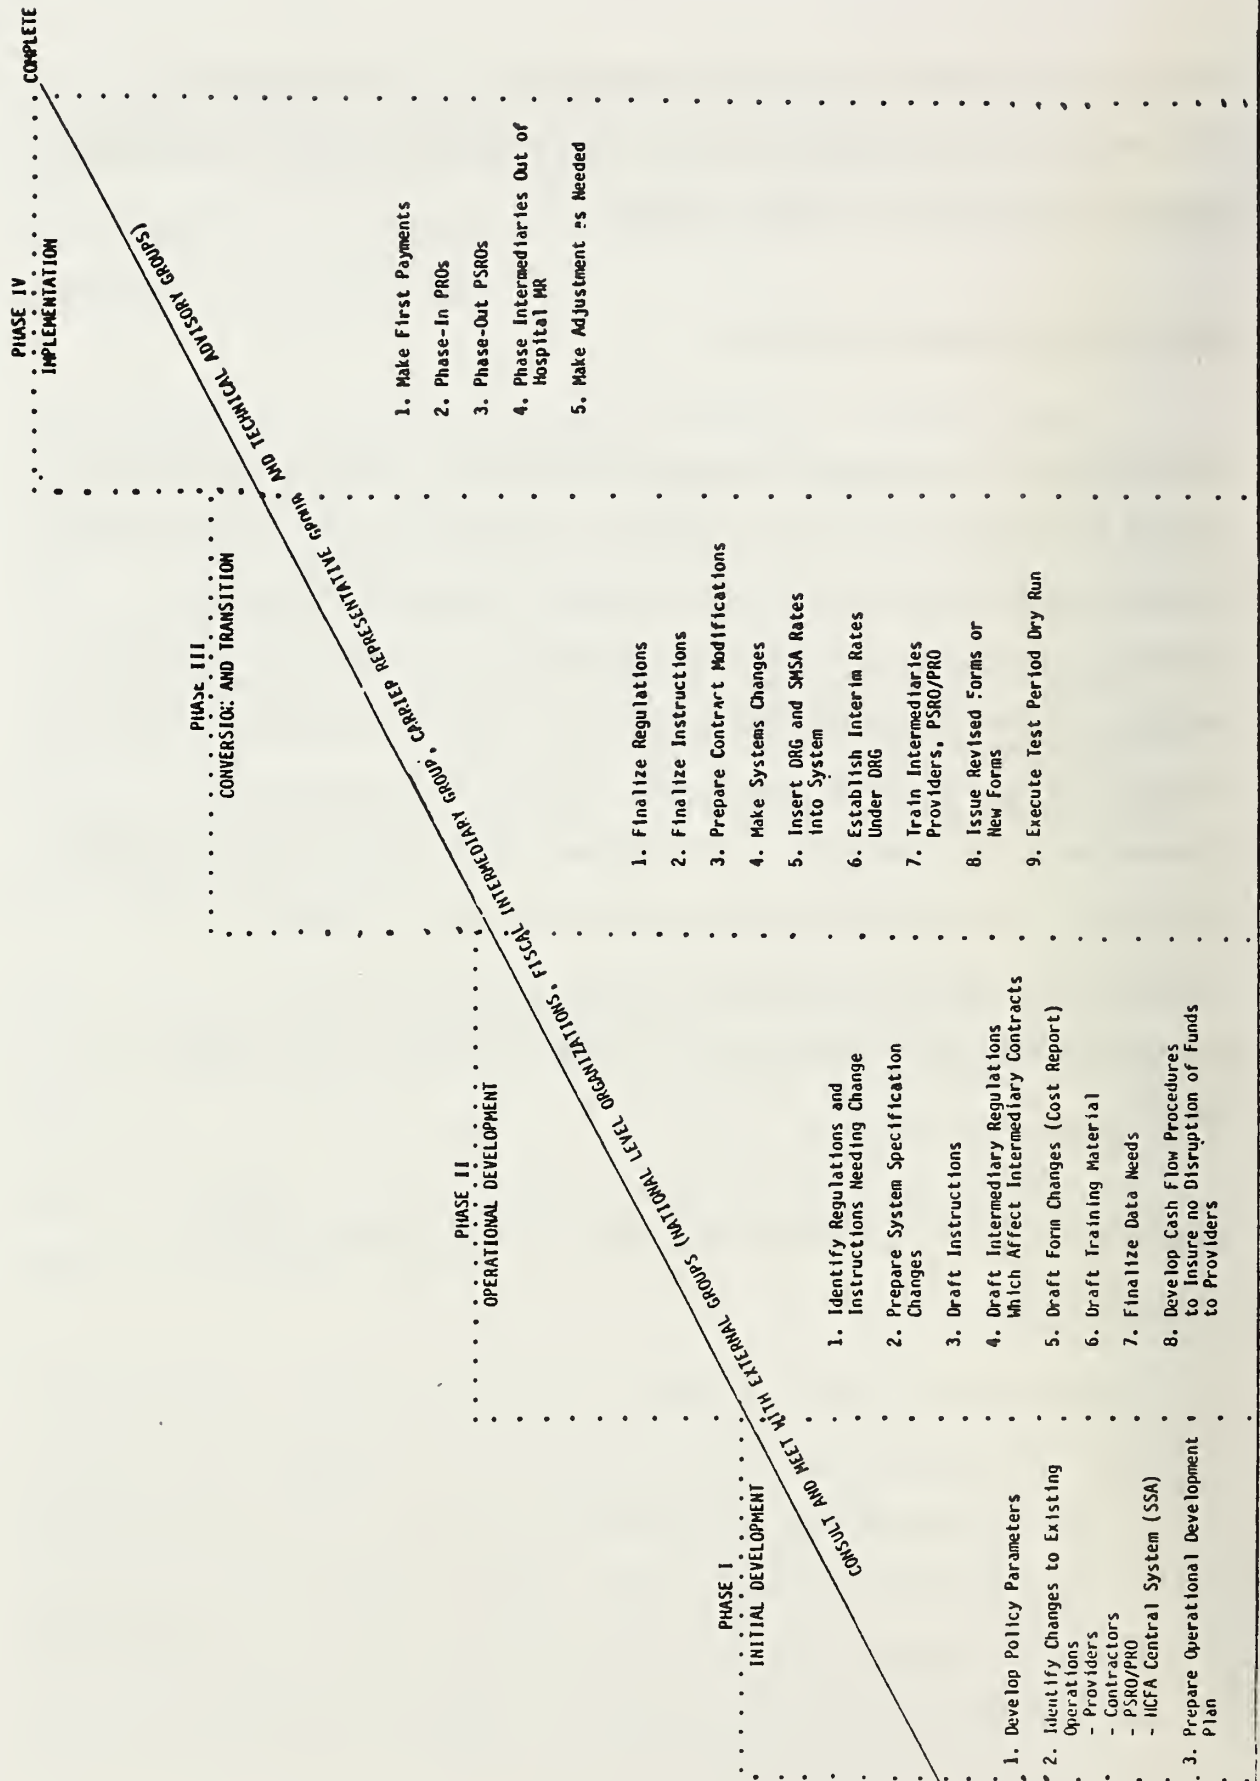 PHASE I
INITIAL DEVELOPMENT
1. Develop Policy Parameters
2. Identify Changes to Existing
Operations
- Providers
- Contractors
- PSRO/PRO
- HCFA Central System (SSA)
3. Prepare Operational Development
Plan
PHASE II
OPERATIONAL DEVELOPMENT
1. Identify Regulations and
Instructions Needing Change
2. Prepare System Specification
Changes
3. Draft Instructions
4. Draft Intermediary Regulations
Which Affect Intermediary Contracts
5. Draft Form Changes (Cost Report)
6. Draft Training Material
7. Finalize Data Needs
8. Develop Cash Flow Procedures
to Insure no Disruption of Funds
to Providers
PHASE III
CONVERSION AND TRANSITION
1. Finalize Regulations
2. Finalize Instructions
3. Prepare Contract Modifications
4. Make Systems Changes
5. Insert DRG and SMSA Rates
into System
6. Establish Interim Rates
Under DRG
7. Train Intermediaries
Providers, PSRO/PRO
8. Issue Revised Forms or
New Forms
9. Execute Test Period Dry Run
PHASE IV
IMPLEMENTATION
1. Make First Payments
2. Phase-In PROs
3. Phase-Out PSROs
4. Phase Intermediaries Out of
Hospital MR
5. Make Adjustment as Needed
COMPLETE
CONSULT AND MEET WITH EXTERNAL GROUPS (NATIONAL LEVEL ORGANIZATIONS, FISCAL INTERMEDIARY GROUP, CARRIER REPRESENTATIVE GROUP AND TECHNICAL ADVISORY GROUPS)